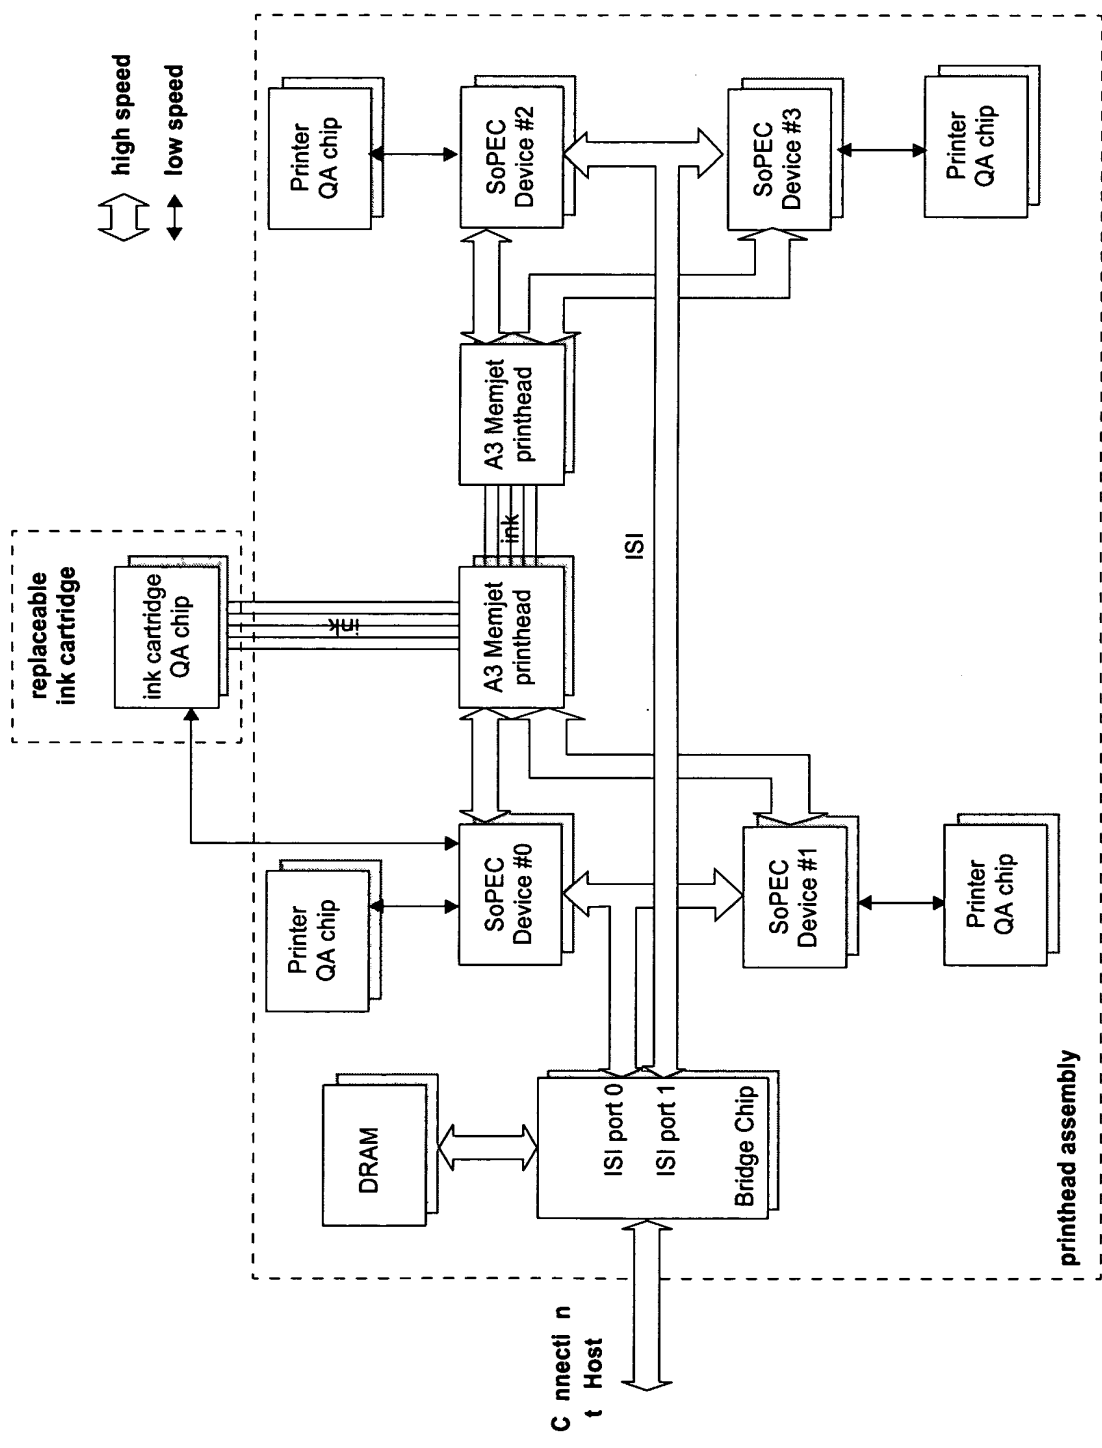 replaceable
ink cartridge
high speed
low speed
ink cartridge
QA chip
Printer
QA chip
Printer
QA chip
ink
DRAM
SoPEC
Device #0
A3 Memjet
printhead
ink
A3 Memjet
printhead
SoPEC
Device #2
C nnecti n
t Host
ISI port 0
ISI port 1
Bridge Chip
ISI
SoPEC
Device #1
SoPEC
Device #3
Printer
QA chip
Printer
QA chip
printhead assembly